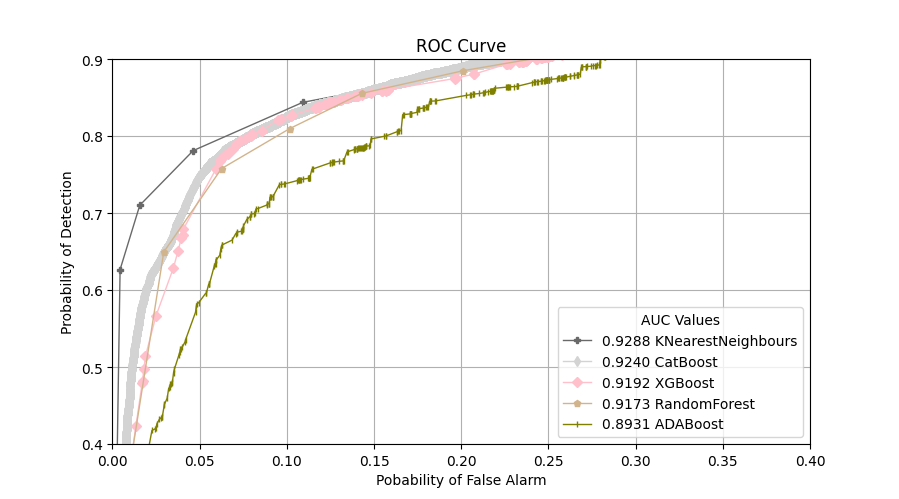 ROC Curve
Probability of Detection
0.9
0.8
0.7
0.6
0.5
0.4
0.00 0.05 0.10 0.15 0.20 0.25 0.30 0.35 0.40
Pobability of False Alarm
AUC Values
0.9288 KNearestNeighbours
0.9240 CatBoost
0.9192 XGBoost
0.9173 RandomForest
0.8931 ADABoost